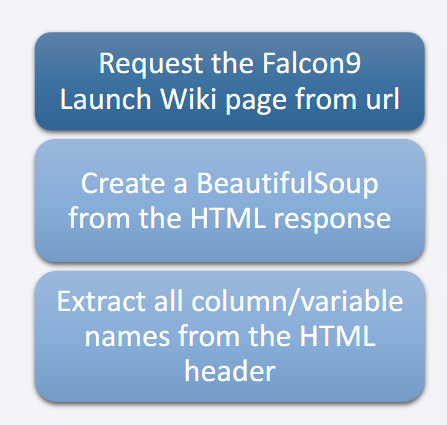 Request the Falcon9
Launch Wiki page from url
Create a BeautifulSoup
from the HTML response
Extract all column/variable
names from the HTML
header